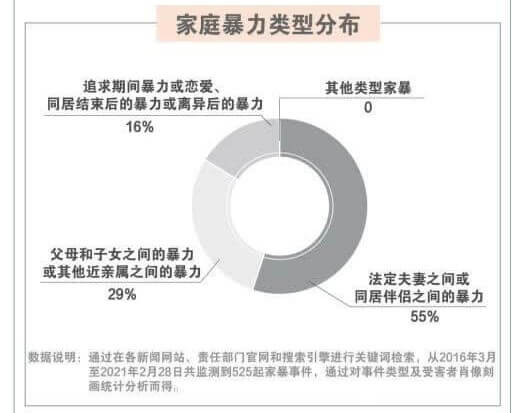 家庭暴力类型分布
追求期间暴力或恋爱、
同居结束后的暴力或离异后的暴力
16%
其他类型家暴
0
父母和子女之间的暴力
或其他近亲属之间的暴力
29%
法定夫妻之间或
同居伴侣之间的暴力
55%
数据说明：通过在各新闻网站、责任部门官网和搜索引擎进行关键词检索，从2016年3月
至2021年2月28日共监测到525起家暴事件，通过对事件类型及受害者肖像刻
画统计分析而得。